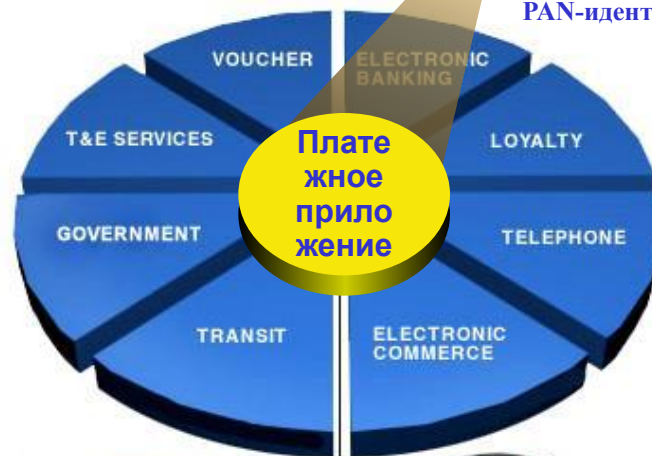 PAN-идент
VOUCHER
ELECTRONIC
BANKING
T&E SERVICES
LOYALTY
Плате
жное
прило
жение
GOVERNMENT
TELEPHONE
TRANSIT
ELECTRONIC
COMMERCE